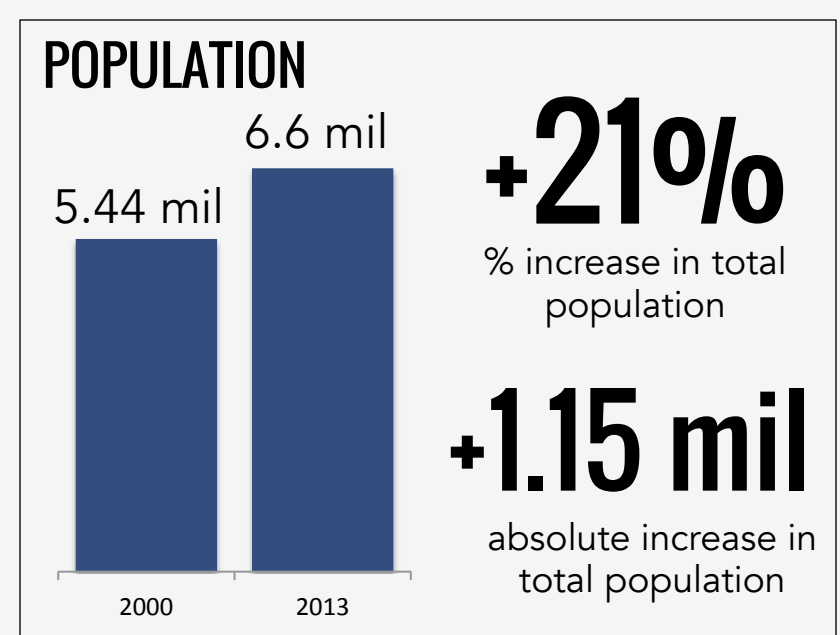 POPULATION
6.6 mil
5.44 mil
2000
2013
+21%
% increase in total
population
+1.15 mil
absolute increase in
total population